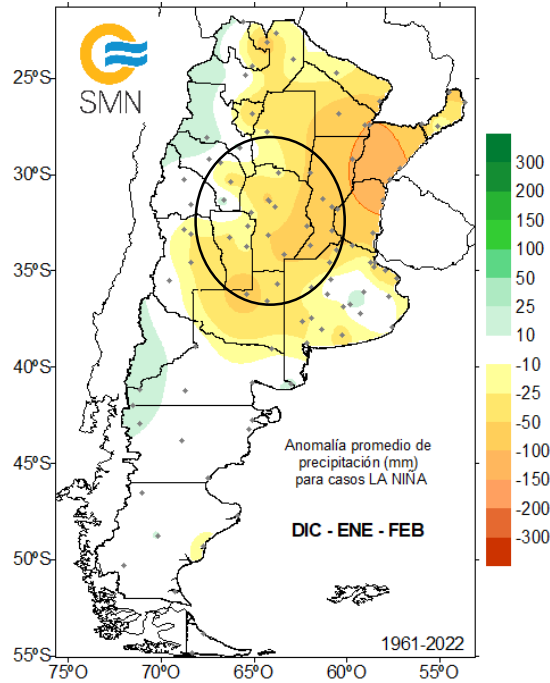 SMN
25ºS
30ºS
35ºS
40ºS
45ºS
50ºS
55ºS
75ºO
70ºO
65ºO
60ºO
55ºO
300
200
150
100
50
25
10
-10
-25
-50
-100
-150
-200
-300
Anomalía promedio de
precipitación (mm)
para casos LA NIÑA
DIC - ENE - FEB
1961-2022